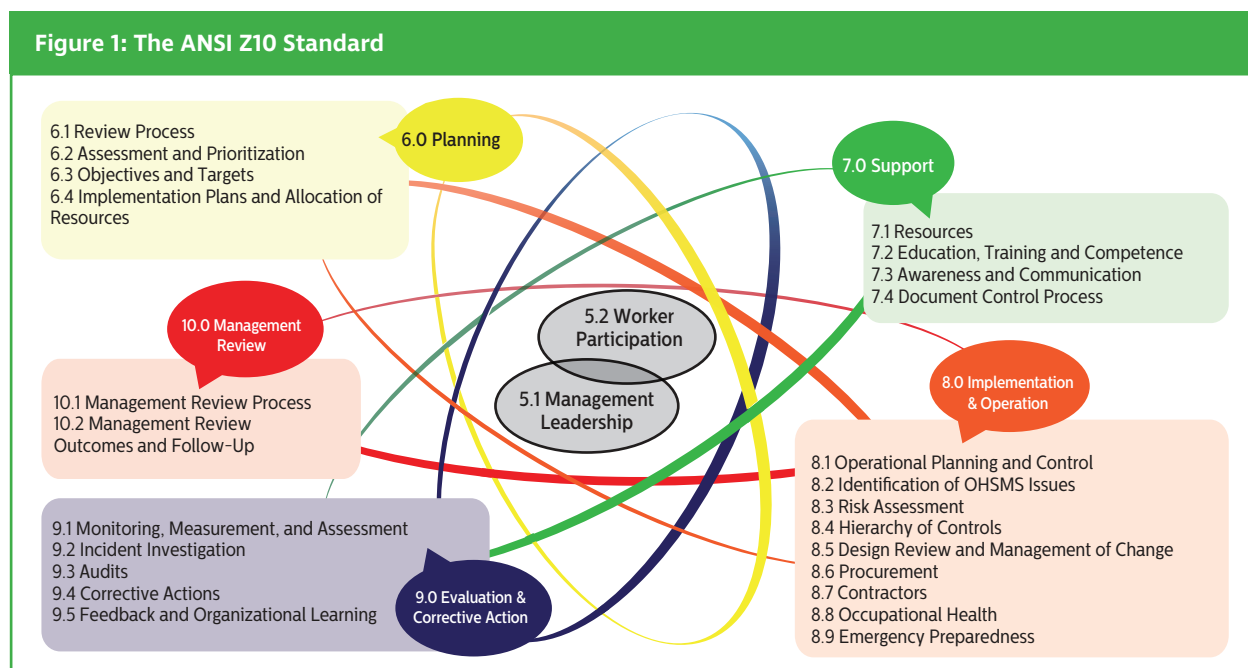 Figure 1: The ANSI Z10 Standard
6.0 Planning
6.1 Review Process
6.2 Assessment and Prioritization
6.3 Objectives and Targets
6.4 Implementation Plans and Allocation of
Resources
7.0 Support
7.1 Resources
7.2 Education, Training and Competence
7.3 Awareness and Communication
7.4 Document Control Process
10.0 Management
Review
10.1 Management Review Process
10.2 Management Review
Outcomes and Follow-Up
5.2 Worker
Participation
5.1 Management
Leadership
8.0 Implementation
& Operation
8.1 Operational Planning and Control
8.2 Identification of OHSMS Issues
8.3 Risk Assessment
8.4 Hierarchy of Controls
8.5 Design Review and Management of Change
8.6 Procurement
8.7 Contractors
8.8 Occupational Health
8.9 Emergency Preparedness
9.1 Monitoring, Measurement, and Assessment
9.2 Incident Investigation
9.3 Audits
9.4 Corrective Actions
9.5 Feedback and Organizational Learning
9.0 Evaluation &
Corrective Action